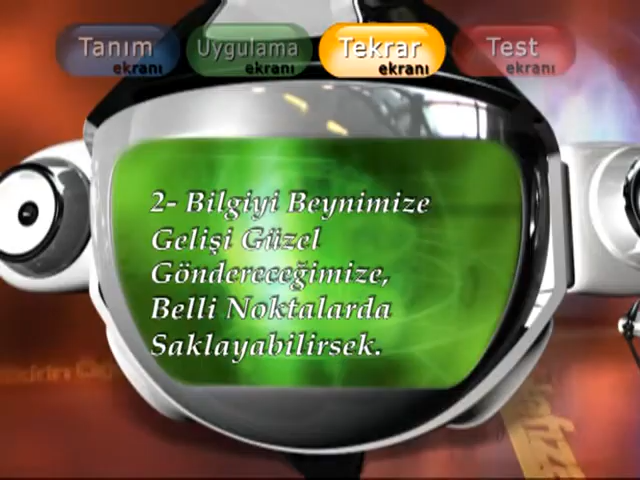 Tanım
ekranı
Uygulama
ekranı
Tekrar
ekranı
Test
ekranı
2- Bilgiyi Beynimize
Gelişi Güzel
Göndereceğimize,
Belli Noktalarda
Saklayabilirsek.